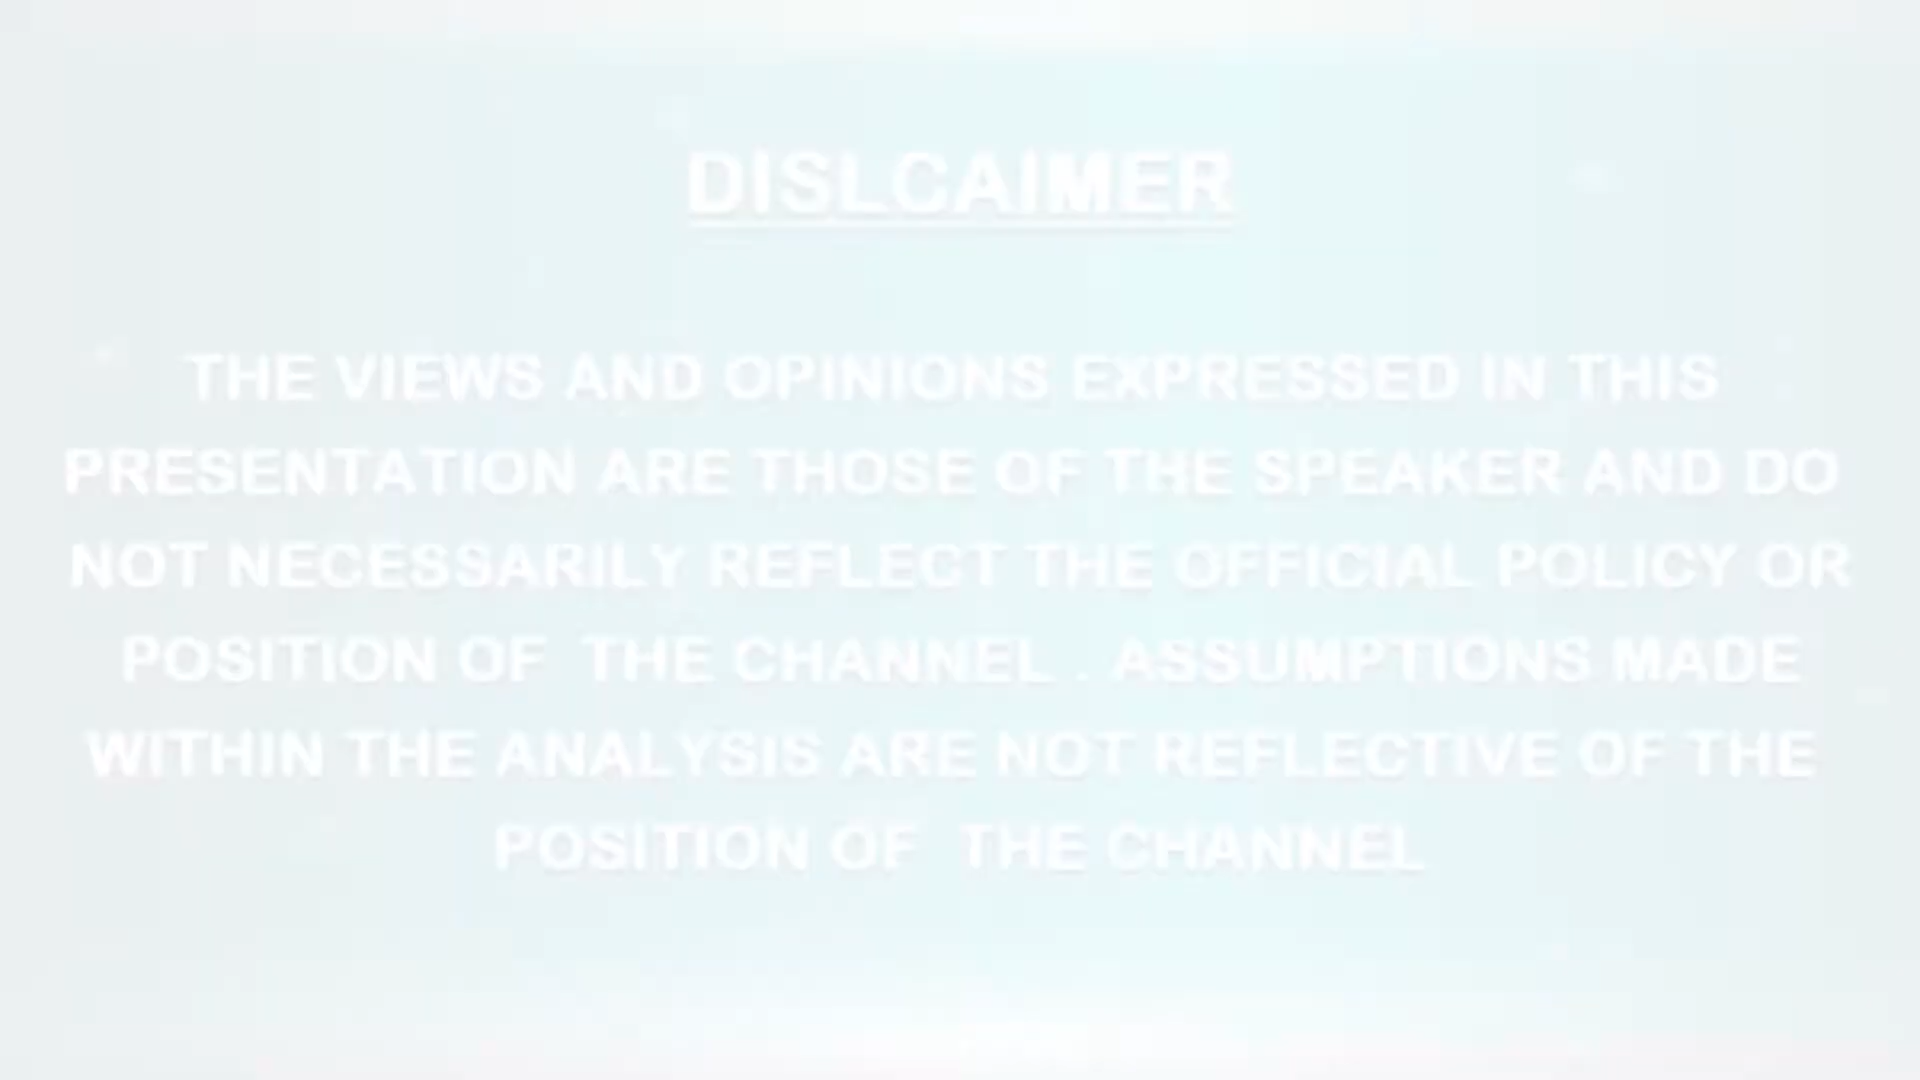 DISLCAIMER
THE VIEWS AND OPINIONS EXPRESSED IN THIS
PRESENTATION ARE THOSE OF THE SPEAKER AND DO
NOT NECESSARILY REFLECT THE OFFICIAL POLICY OR
POSITION OF THE CHANNEL . ASSUMPTIONS MADE
WITHIN THE ANALYSIS ARE NOT REFLECTIVE OF THE
POSITION OF THE CHANNEL